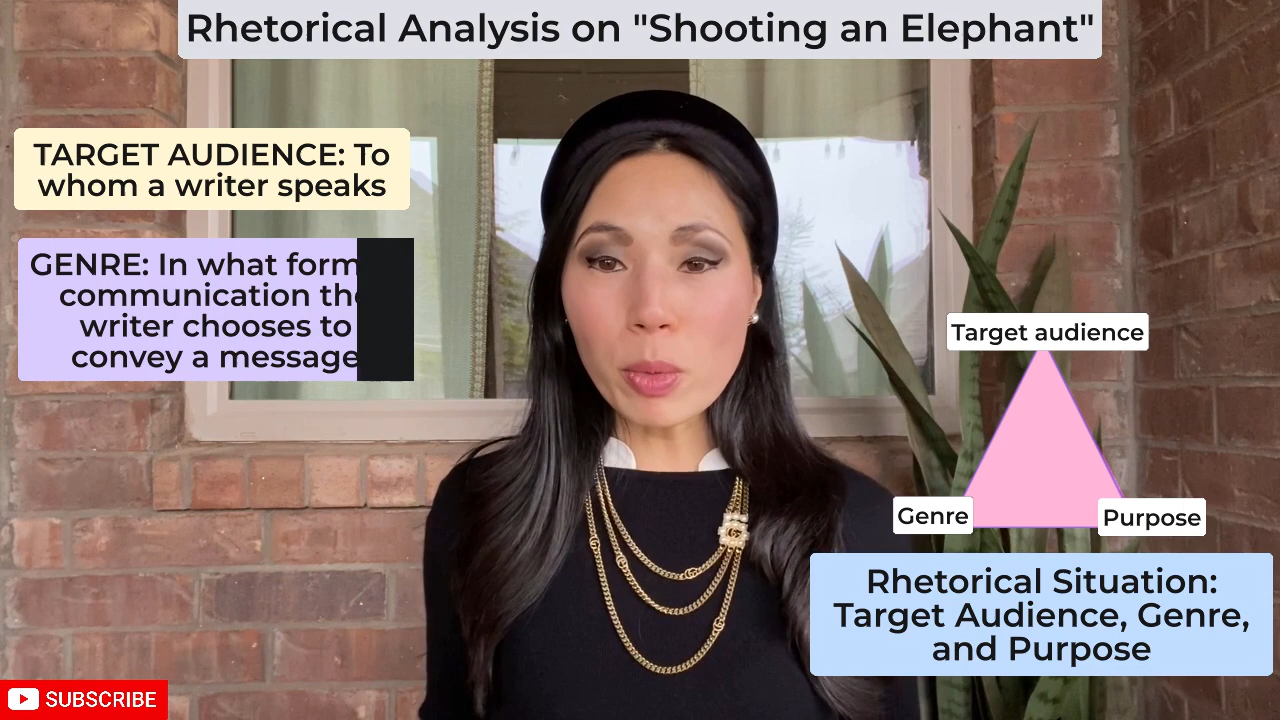 Rhetorical Analysis on "Shooting an Elephant"
TARGET AUDIENCE: To
whom a writer speaks
GENRE: In what form
communication the
writer chooses to
convey a message
Target audience
Genre
Purpose
Rhetorical Situation:
Target Audience, Genre,
and Purpose
SUBSCRIBE